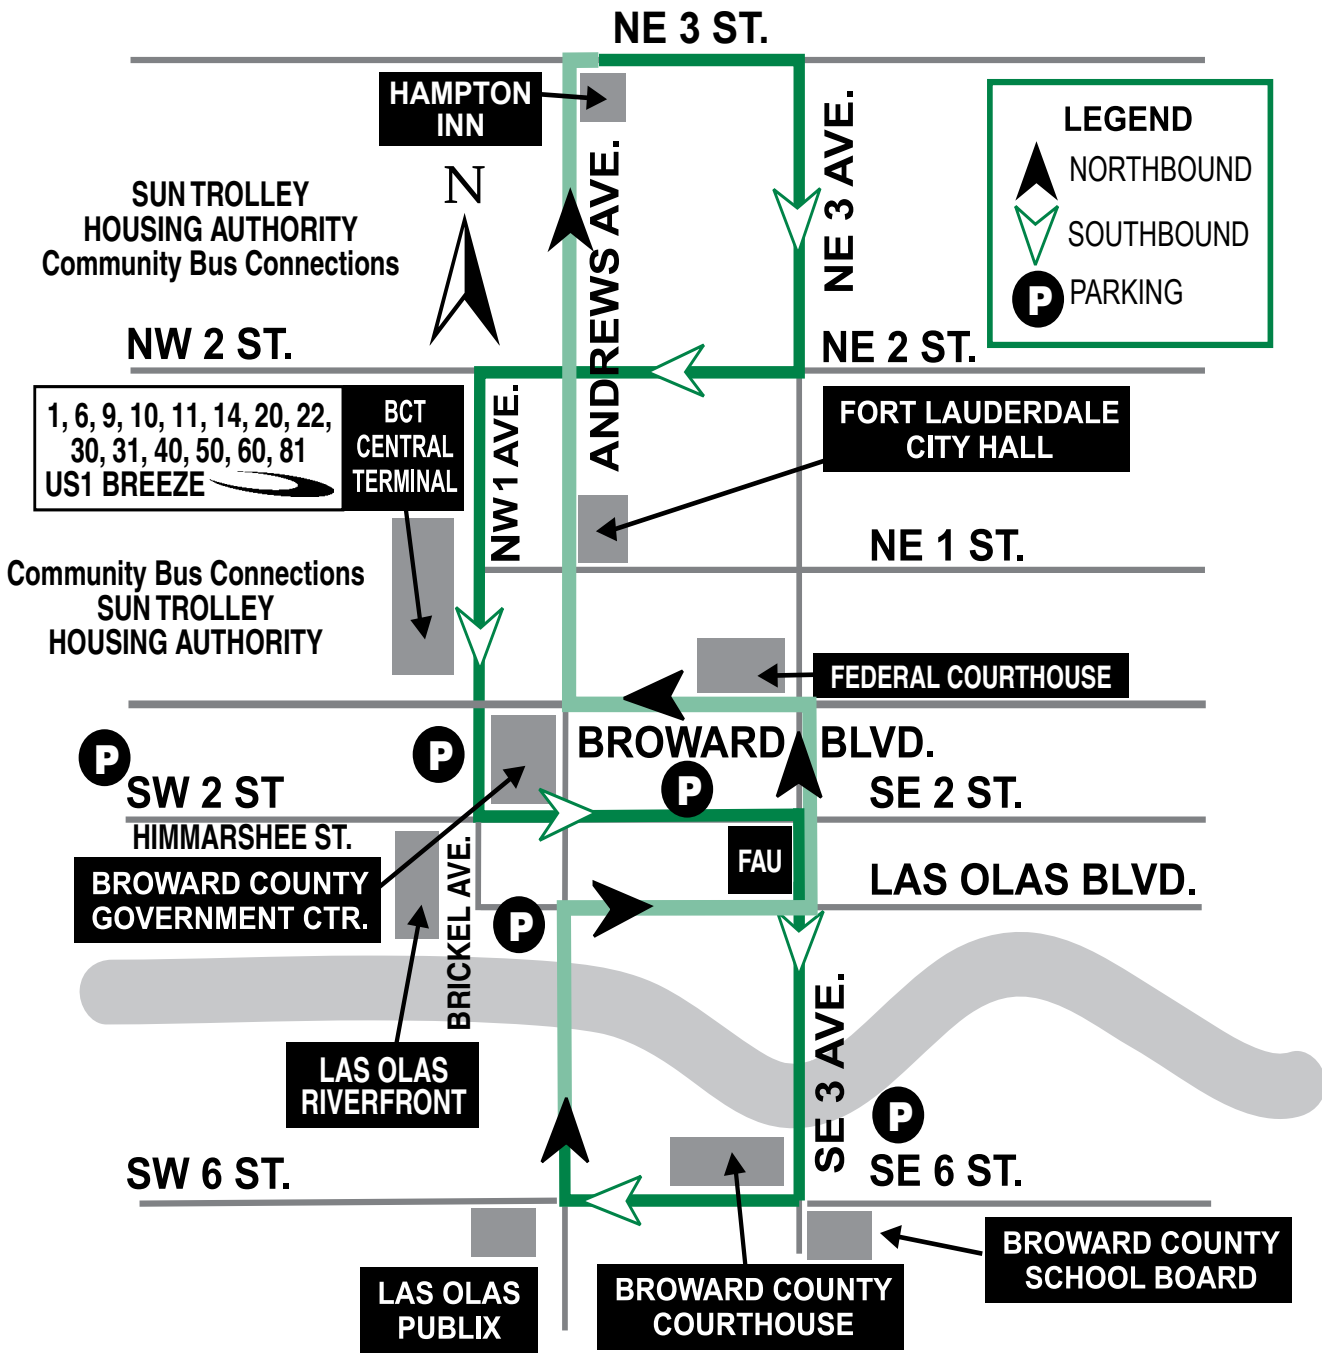 NE 3 ST.
HAMPTON
INN
NE 3 AVE.
LEGEND
NORTHBOUND
SOUTHBOUND
P PARKING
N
ANDREWS AVE.
SUN TROLLEY
HOUSING AUTHORITY
Community Bus Connections
NW 2 ST.
NE 2 ST.
1, 6, 9, 10, 11, 14, 20, 22,
30, 31, 40, 50, 60, 81
US1 BREEZE
BCT
CENTRAL
TERMINAL
NW1 AVE.
FORT LAUDERDALE
CITY HALL
NE 1 ST.
Community Bus Connections
SUN TROLLEY
HOUSING AUTHORITY
FEDERAL COURTHOUSE
BROWARD BLVD.
P
P
P
SW 2 ST
SE 2 ST.
HIMMARSHEE ST.
FAU
BROWARD COUNTY
GOVERNMENT CTR.
BRICKEL AVE.
LAS OLAS BLVD.
P
SE 3 AVE.
LAS OLAS
RIVERFRONT
P
SW 6 ST.
SE 6 ST.
LAS OLAS
PUBLIX
BROWARD COUNTY
COURTHOUSE
BROWARD COUNTY
SCHOOL BOARD